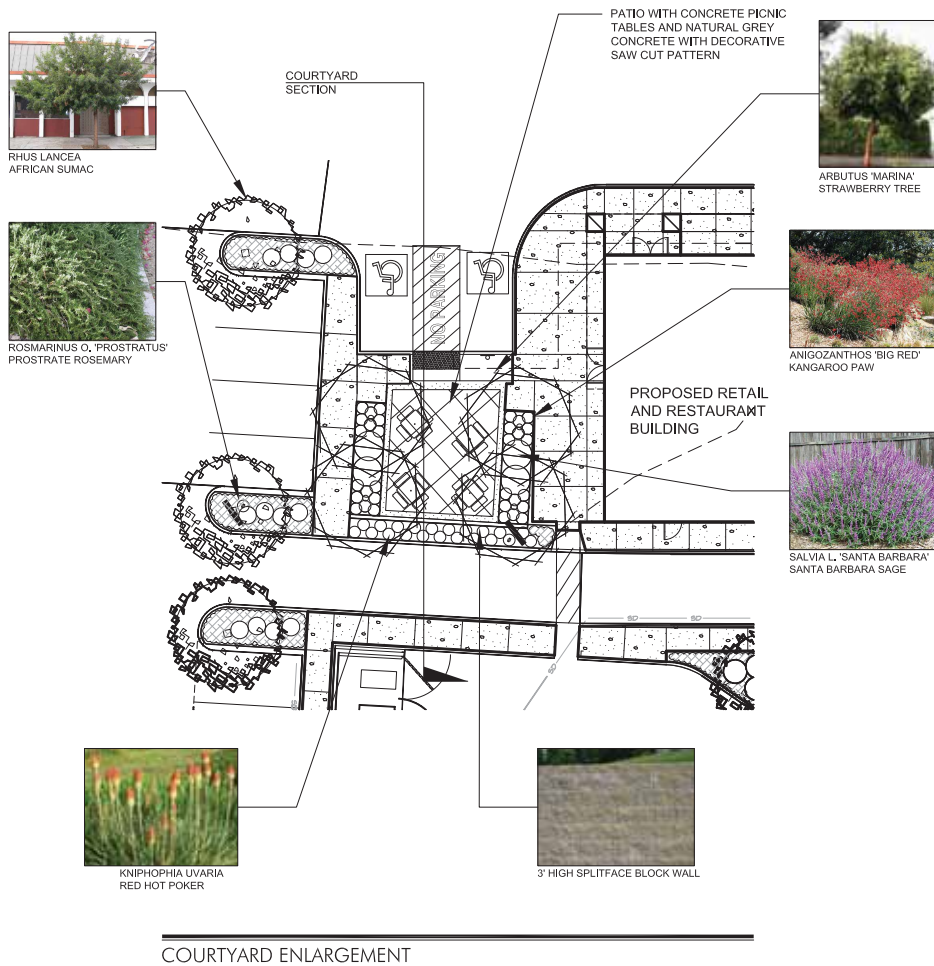 PATIO WITH CONCRETE PICNIC
TABLES AND NATURAL GREY
CONCRETE WITH DECORATIVE
SAW CUT PATTERN
COURTYARD
SECTION
RHUS LANCEA
AFRICAN SUMAC
ARBUTUS 'MARINA'
STRAWBERRY TREE
NO PARKING
ROSMARINUS O. 'PROSTRATUS'
PROSTRATE ROSEMARY
ANIGOZANTHOS 'BIG RED'
KANGAROO PAW
PROPOSED RETAIL
AND RESTAURANT
BUILDING
SALVIA L. 'SANTA BARBARA'
SANTA BARBARA SAGE
SD
SD
SD
SD
KNIPHOPHIA UVARIA
RED HOT POKER
3' HIGH SPLITFACE BLOCK WALL
COURTYARD ENLARGEMENT